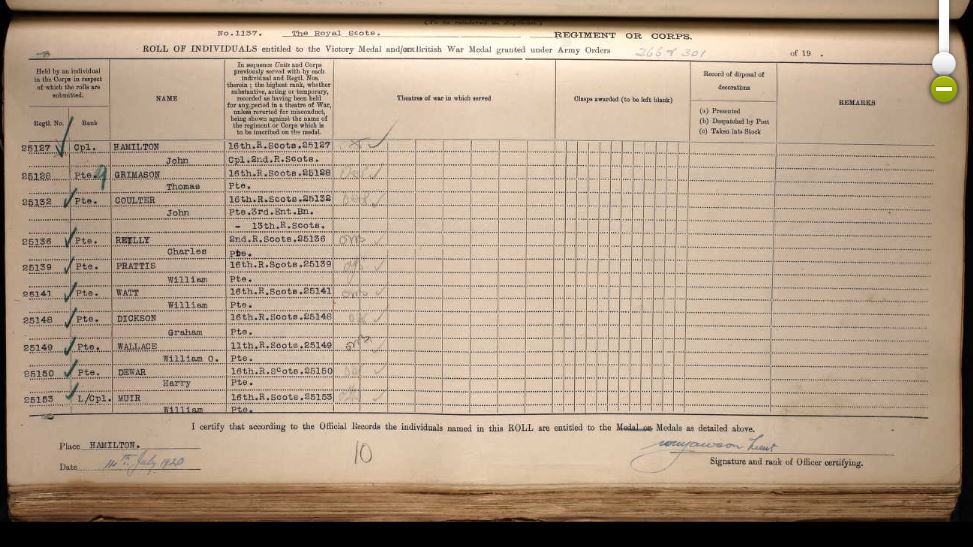 No.1137. The Royal Scots. REGIMENT OR CORPS.
ROLL OF INDIVIDUALS entitled to the Victory Medal and/or British War Medal granted under Army Orders 266 & 301 of 19 .
Held by an individual in the Corps in respect of which the rolls are submitted.
Regtl. No. Rank
NAME
In sequence Units and Corps previously served with by each individual and Regtl. Nos. therein; the highest rank, whether substantive, acting or temporary, recorded as having been held for any period in a theatre of War, unless reverted for misconduct, being shown against the name of the regiment or Corps which is to be inscribed on the medal.
Theatres of war in which served
Clasps awarded (to be left blank)
Record of disposal of decorations
(a) Presented
(b) Despatched by Post
(c) Taken into Stock
REMARKS
25127 Cpl. HAMILTON 16th.R.Scots.25127
John Cpl.2nd.R.Scots.
25128 Pte. GRIMASON 16th.R.Scots.25128
Thomas Pte.
25132 Pte. COULTER 16th.R.Scots.25132
John Pte.3rd.Ent.Bn.
- 13th.R.Scots.
25136 Pte. REILLY 2nd.R.Scots.25136
Charles Pte.
25139 Pte. PRATTIS 16th.R.Scots.25139
William Pte.
25141 Pte. WATT 16th.R.Scots.25141
William Pte.
25148 Pte. DICKSON 16th.R.Scots.25148
Graham Pte.
25149 Pte. WALLACE 11th.R.Scots.25149
William O. Pte.
25150 Pte. DEWAR 16th.R.Scots.25150
Harry Pte.
25153 L/Cpl. MUIR 16th.R.Scots.25153
William Pte.
I certify that according to the Official Records the individuals named in this ROLL are entitled to the Medal or Medals as detailed above.
Place HAMILTON.
Date 14th July 1920
10
Lieut
Signature and rank of Officer certifying.